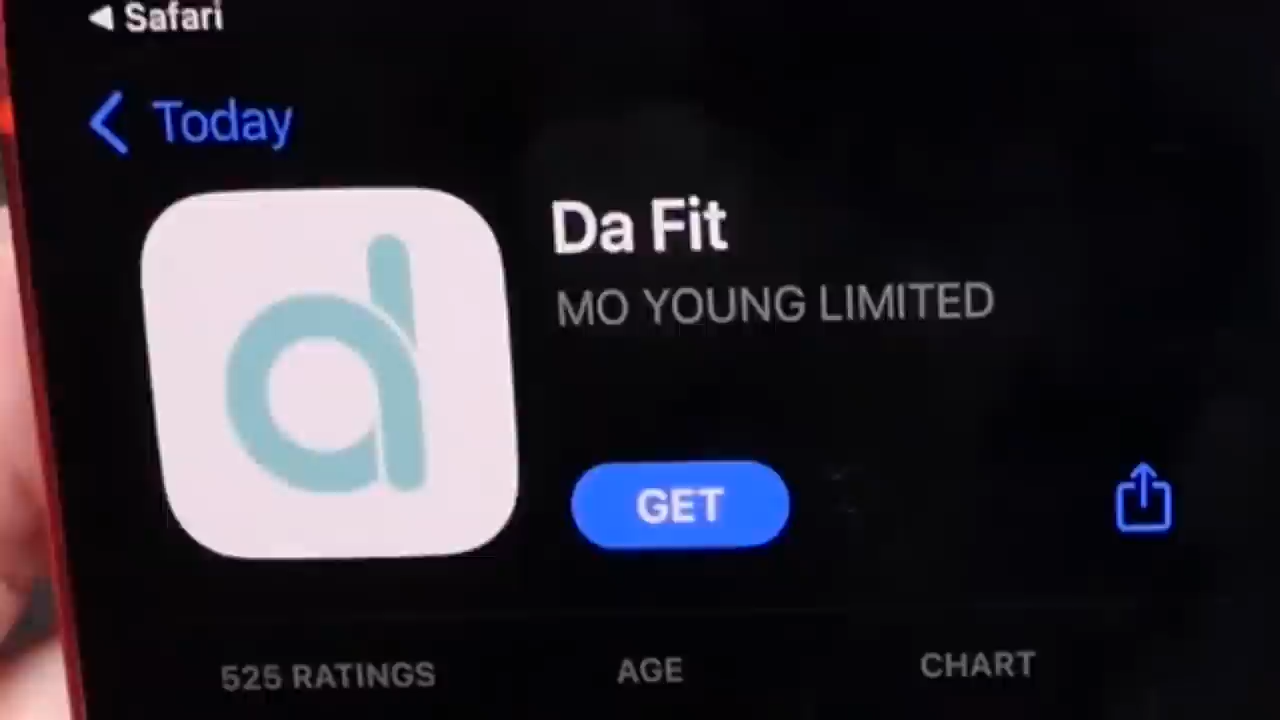 ◀ Safari
Today
Da Fit
MO YOUNG LIMITED
GET
525 RATINGS
AGE
CHART